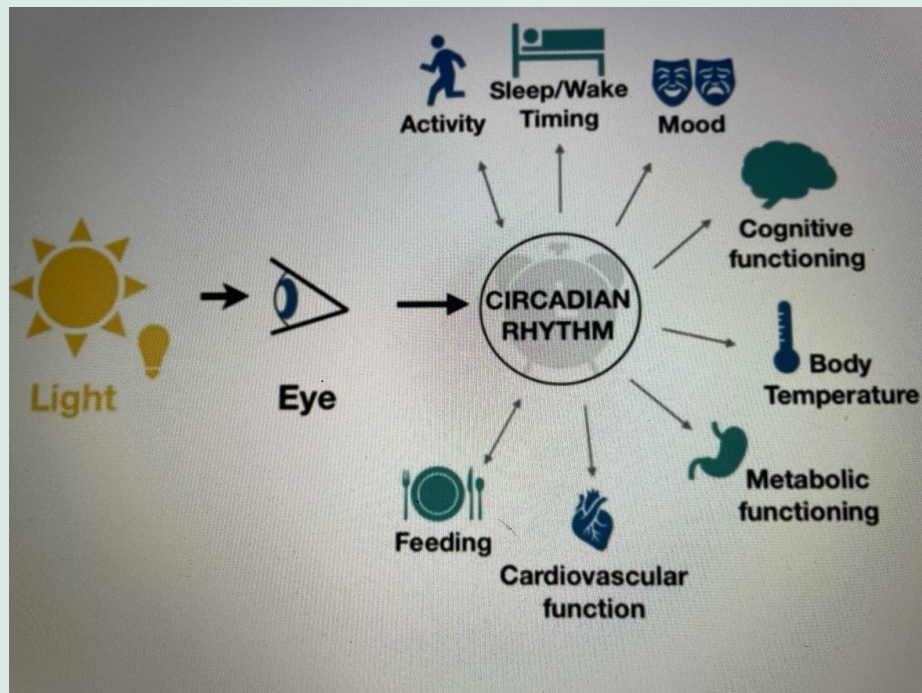 Activity
Sleep/Wake
Timing
Mood
Cognitive
functioning
Light
Eye
CIRCADIAN
RHYTHM
Body
Temperature
Metabolic
functioning
Feeding
Cardiovascular
function